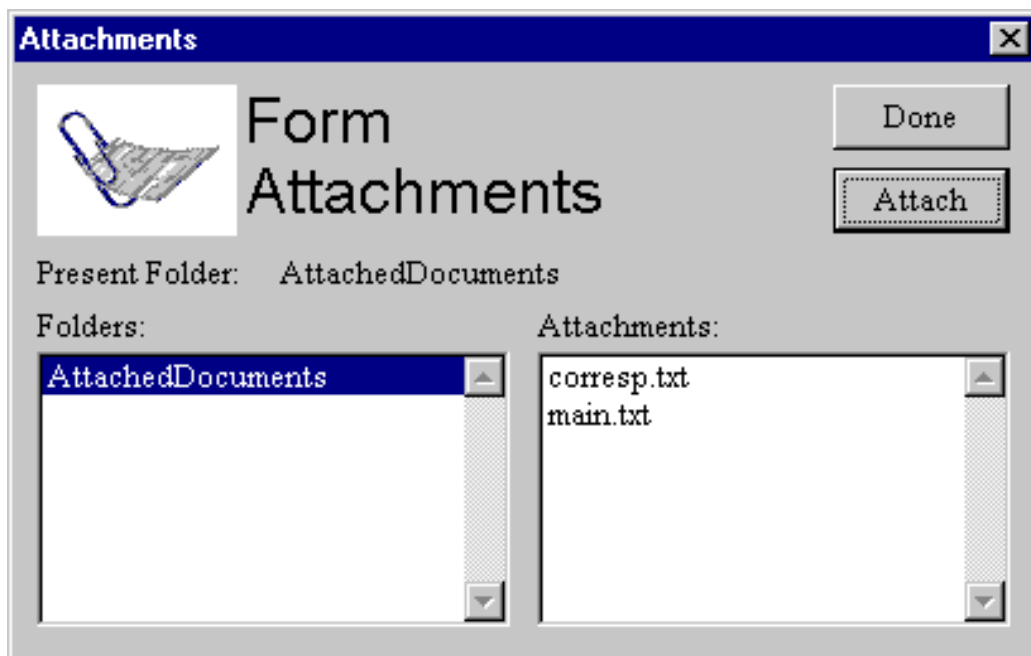 Attachments
Form
Attachments
Done
Attach
Present Folder: AttachedDocuments
Folders:
Attachments:
AttachedDocuments
corresp.txt
main.txt